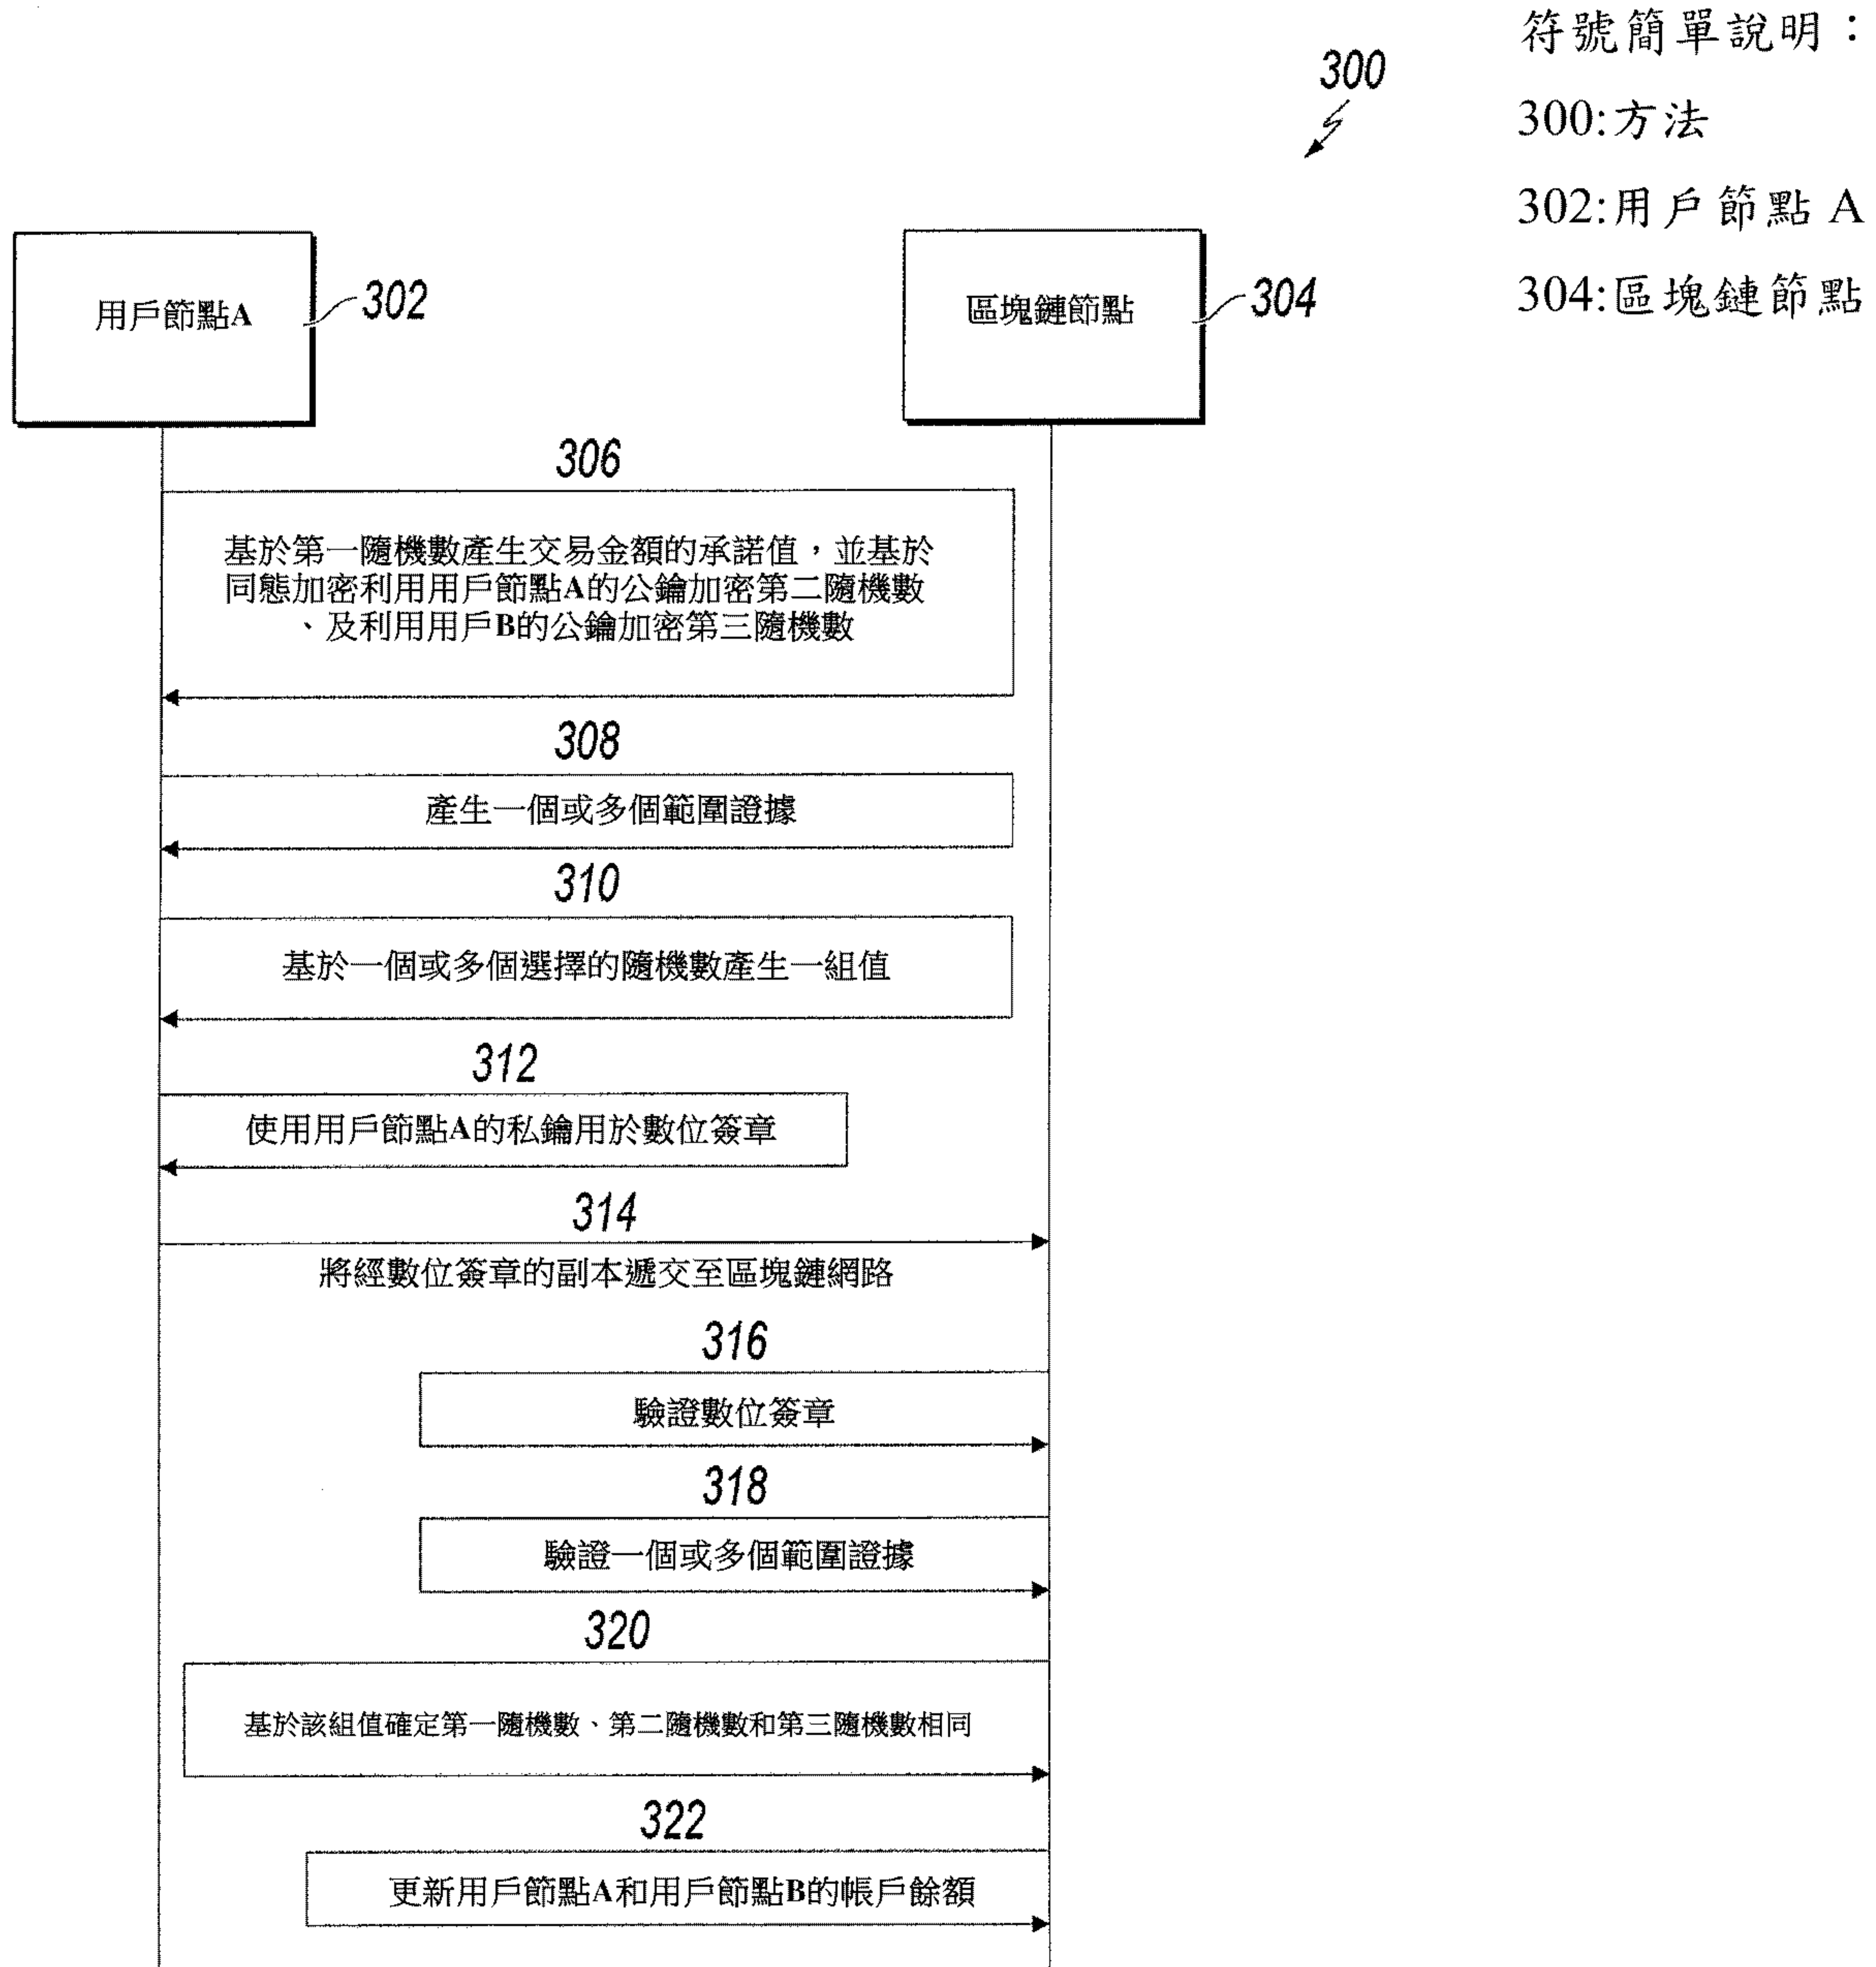 符號簡單說明：
300
300:方法
302:用戶節點 A
304:區塊鏈節點
用戶節點A
302
區塊鏈節點
304
306
基於第一隨機數產生交易金額的承諾值，並基於
同態加密利用用戶節點A的公鑰加密第二隨機數
、及利用用戶B的公鑰加密第三隨機數
308
產生一個或多個範圍證據
310
基於一個或多個選擇的隨機數產生一組值
312
使用用戶節點A的私鑰用於數位簽章
314
將經數位簽章的副本遞交至區塊鏈網路
316
驗證數位簽章
318
驗證一個或多個範圍證據
320
基於該組值確定第一隨機數、第二隨機數和第三隨機數相同
322
更新用戶節點A和用戶節點B的帳戶餘額